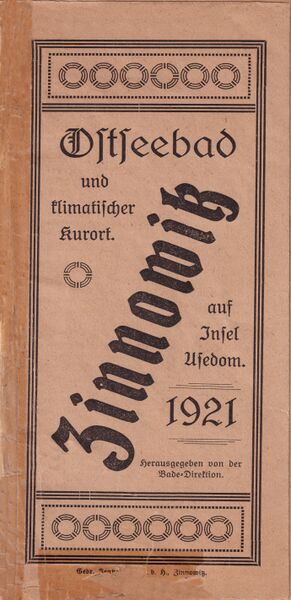 Oſtſeebad
und
klimatiſcher
Kurort.
Zinnowitz
auf
Inſel
Uſedom.
1921
Herausgegeben von der
Bade-Direktion.
Gedr. b. H., Zinnowitz.